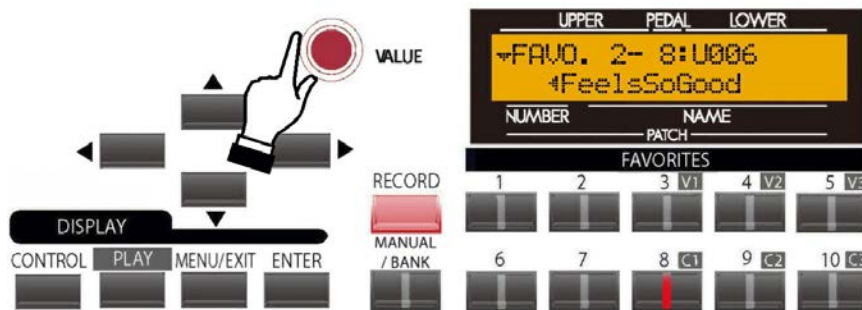 UPPER PEDAL LOWER
FAVO. 2- 8:U006
FeelsSoGood
NUMBER NAME
PATCH
VALUE
FAVORITES
RECORD
1 2 3 V1 4 V2 5 V3
DISPLAY
MANUAL
/ BANK
CONTROL PLAY MENU/EXIT ENTER
6 7 8 C1 9 C2 10 C3